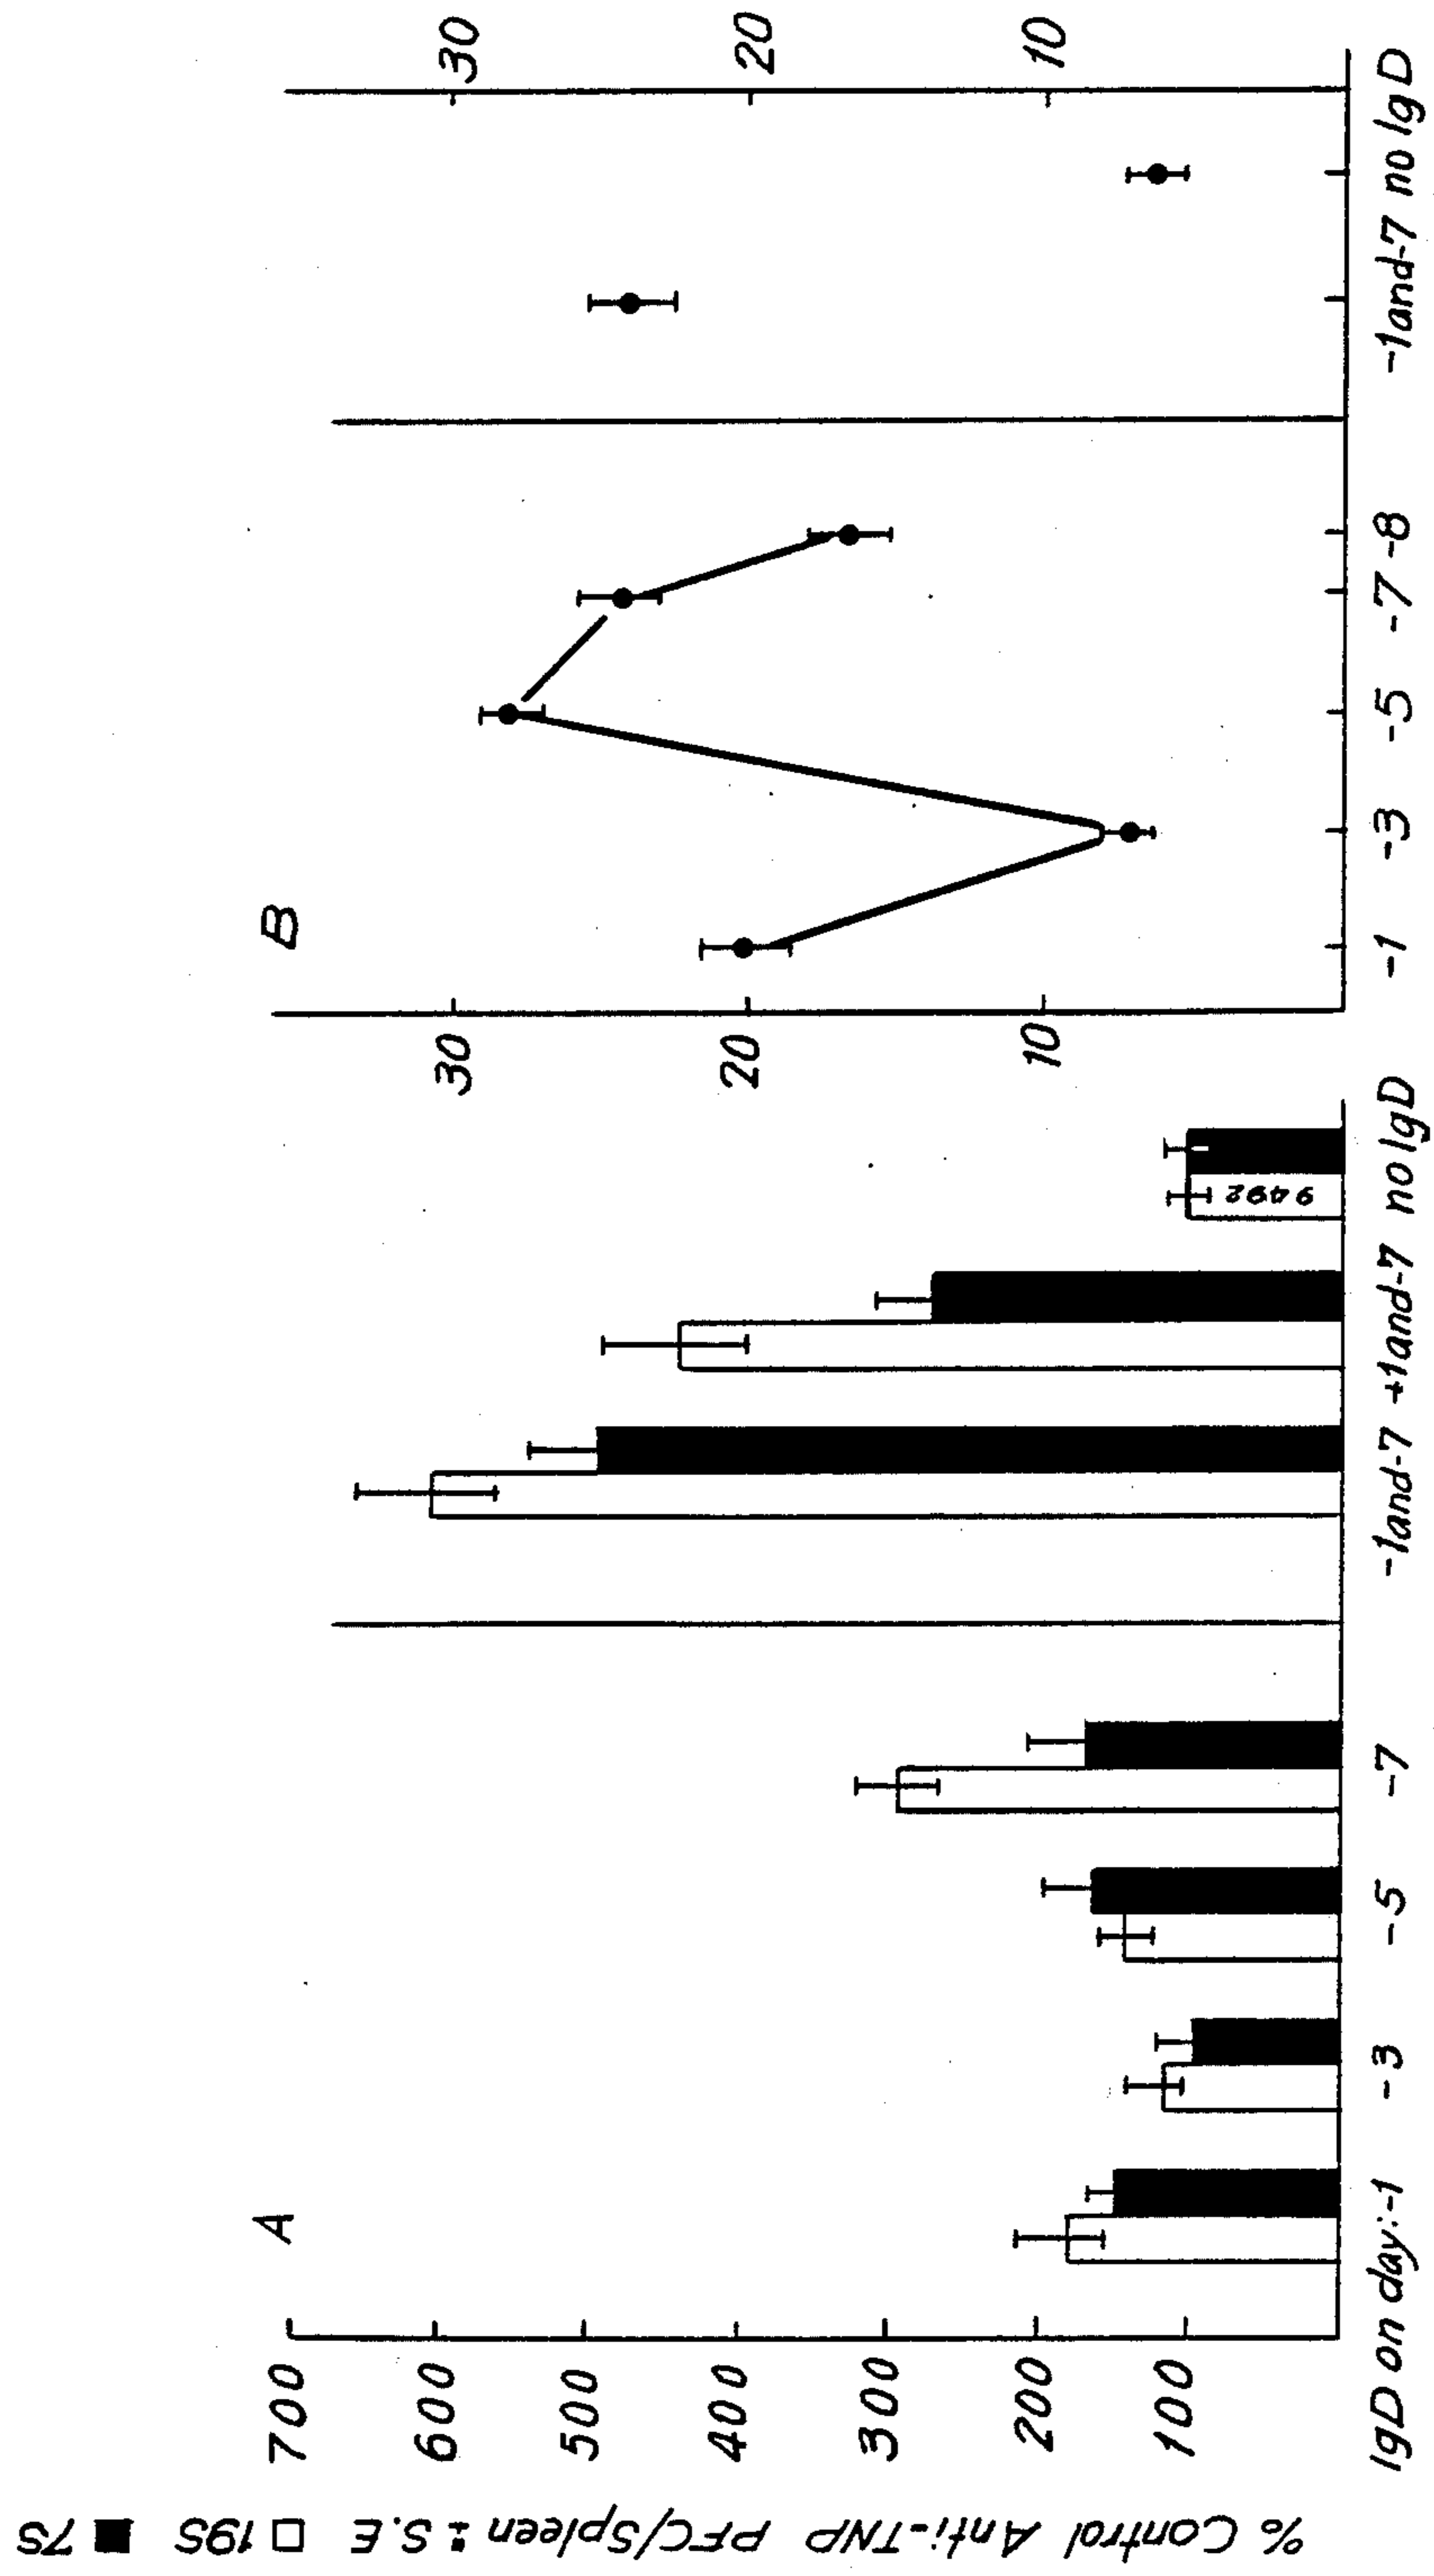 % Control Anti-TNP PFC/Spleen ± S.E □ 19S ■ 7S
A
700
600
500
400
300
200
100
9492
IgD on day:-1 -3 -5 -7 -1and-7 +1and-7 no IgD
B
30
20
10
30
20
10
-1 -3 -5 -7 -8 -1and-7 no Ig D